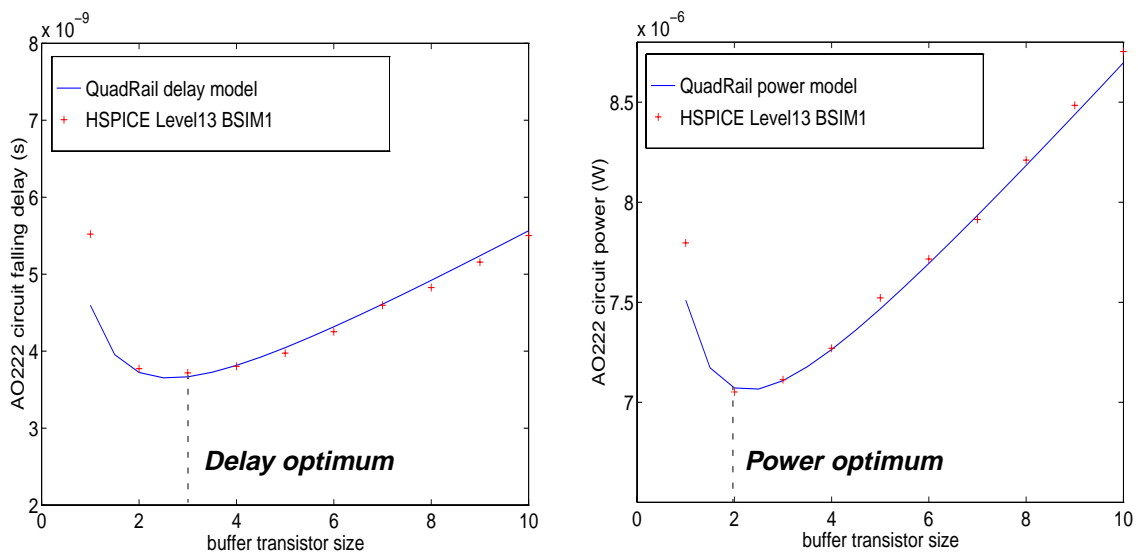 x 10⁻⁹
8
7
6
5
4
3
2
AO222 circuit falling delay (s)
QuadRail delay model
HSPICE Level13 BSIM1
Delay optimum
0 2 4 6 8 10
buffer transistor size
x 10⁻⁶
8.5
8
7.5
7
AO222 circuit power (W)
QuadRail power model
HSPICE Level13 BSIM1
Power optimum
0 2 4 6 8 10
buffer transistor size